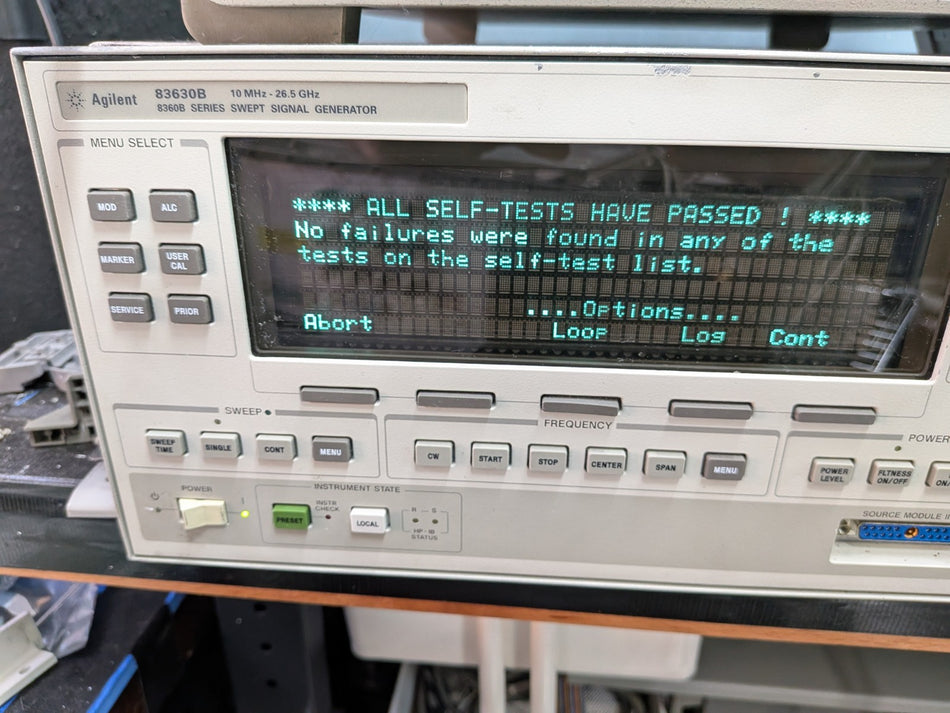 Agilent 83630B 10 MHz - 26.5 GHz
8360B SERIES SWEPT SIGNAL GENERATOR
MENU SELECT
MOD ALC
MARKER USER CAL
SERVICE PRIOR
**** ALL SELF-TESTS HAVE PASSED ! ****
No failures were found in any of the
tests on the self-test list.
....Options....
Abort Loop Log Cont
SWEEP
SWEEP TIME SINGLE CONT MENU
FREQUENCY
CW START STOP CENTER SPAN MENU
POWER
POWER LEVEL FLTNESS ON/OFF
POWER
INSTRUMENT STATE
PRESET INSTR CHECK LOCAL
R S
HP-IB
STATUS
SOURCE MODULE